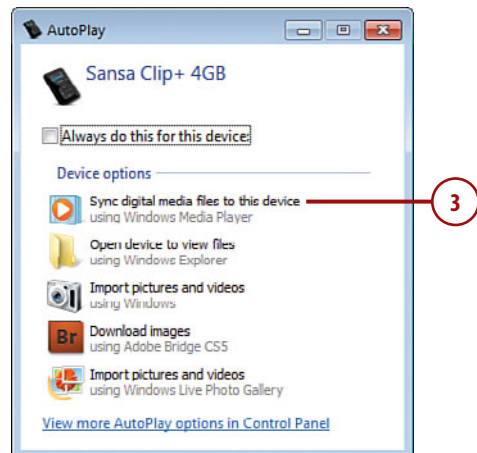 AutoPlay
Sansa Clip+ 4GB
Always do this for this device:
Device options
Sync digital media files to this device
using Windows Media Player
3
Open device to view files
using Windows Explorer
Import pictures and videos
using Windows
Br
Download images
using Adobe Bridge CS5
Import pictures and videos
using Windows Live Photo Gallery
View more AutoPlay options in Control Panel